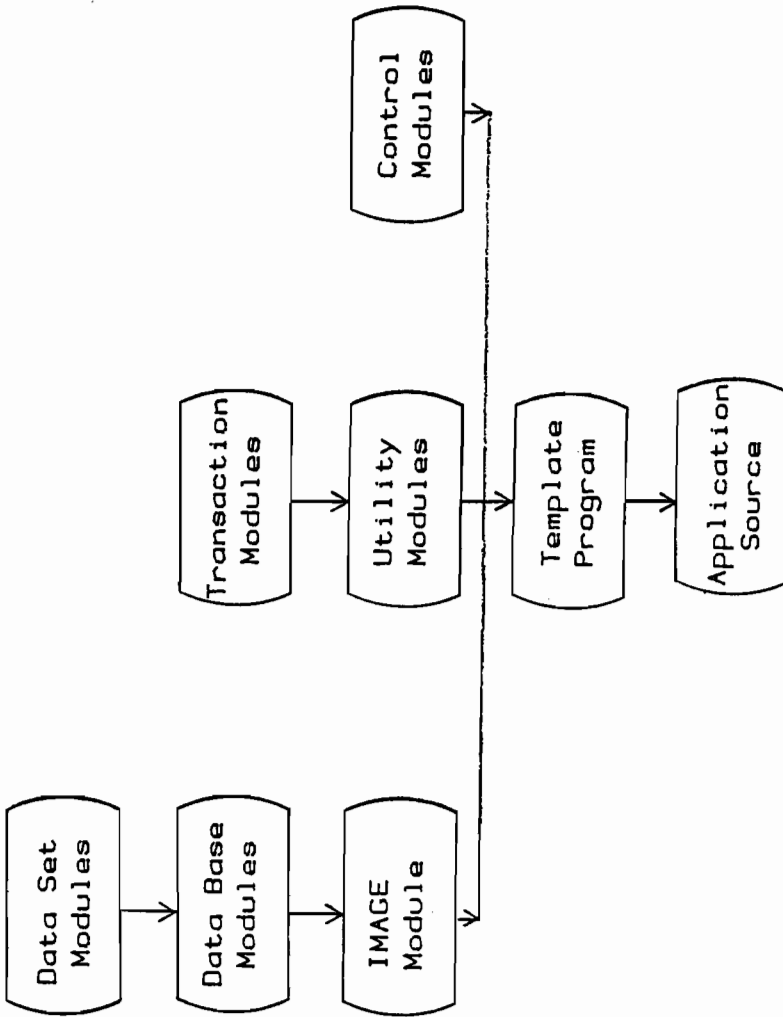 Data Set
Modules
Data Base
Modules
IMAGE
Module
Transaction
Modules
Utility
Modules
Control
Modules
Template
Program
Application
Source